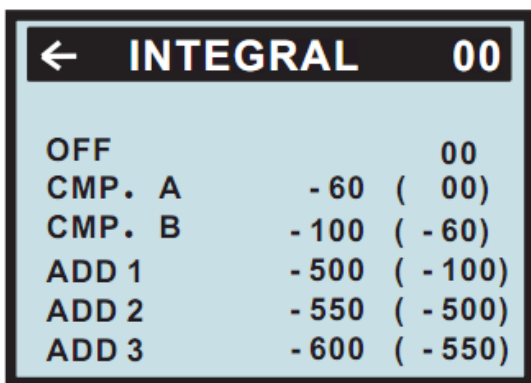 ← INTEGRAL 00
OFF 00
CMP. A -60 ( 00)
CMP. B -100 ( -60)
ADD 1 -500 ( -100)
ADD 2 -550 ( -500)
ADD 3 -600 ( -550)